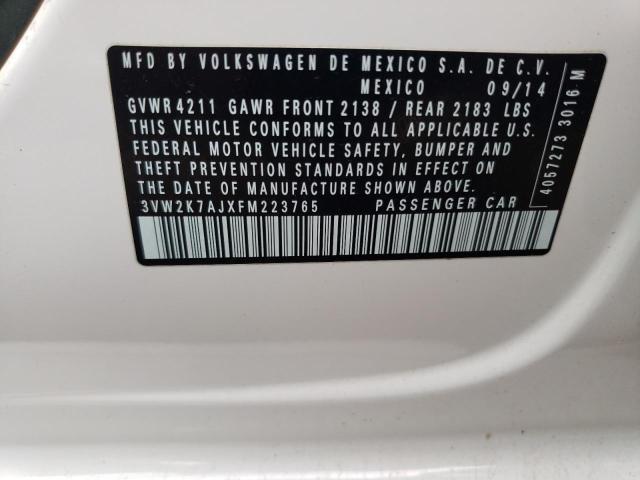 MFD BY VOLKSWAGEN DE MEXICO S.A. DE C.V.
MEXICO 09/14
GVWR 4211 GAWR FRONT 2138 / REAR 2183 LBS
THIS VEHICLE CONFORMS TO ALL APPLICABLE U.S.
FEDERAL MOTOR VEHICLE SAFETY, BUMPER AND
THEFT PREVENTION STANDARDS IN EFFECT ON
THE DATE OF MANUFACTURE SHOWN ABOVE.
3VW2K7AJXFM223765 PASSENGER CAR
4057273 3016 M